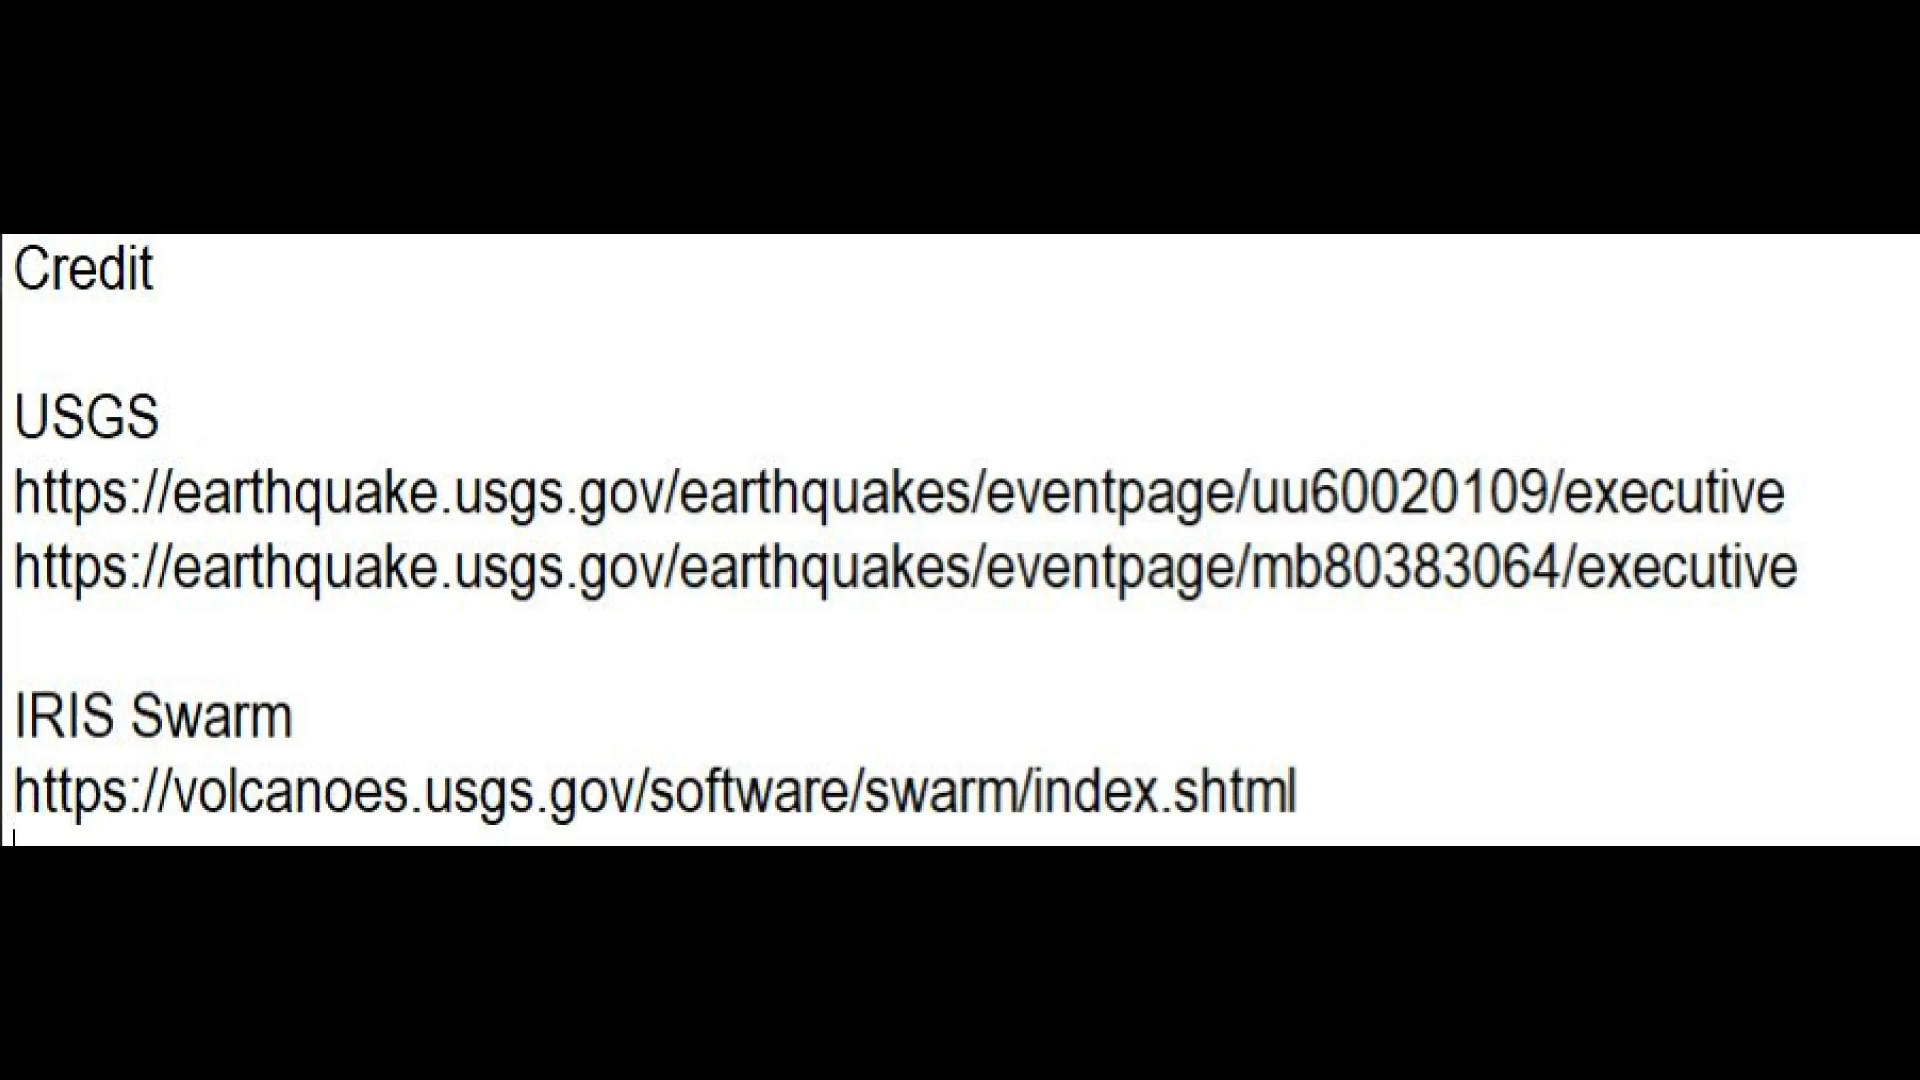 Credit
USGS
https://earthquake.usgs.gov/earthquakes/eventpage/uu60020109/executive
https://earthquake.usgs.gov/earthquakes/eventpage/mb80383064/executive
IRIS Swarm
https://volcanoes.usgs.gov/software/swarm/index.shtml